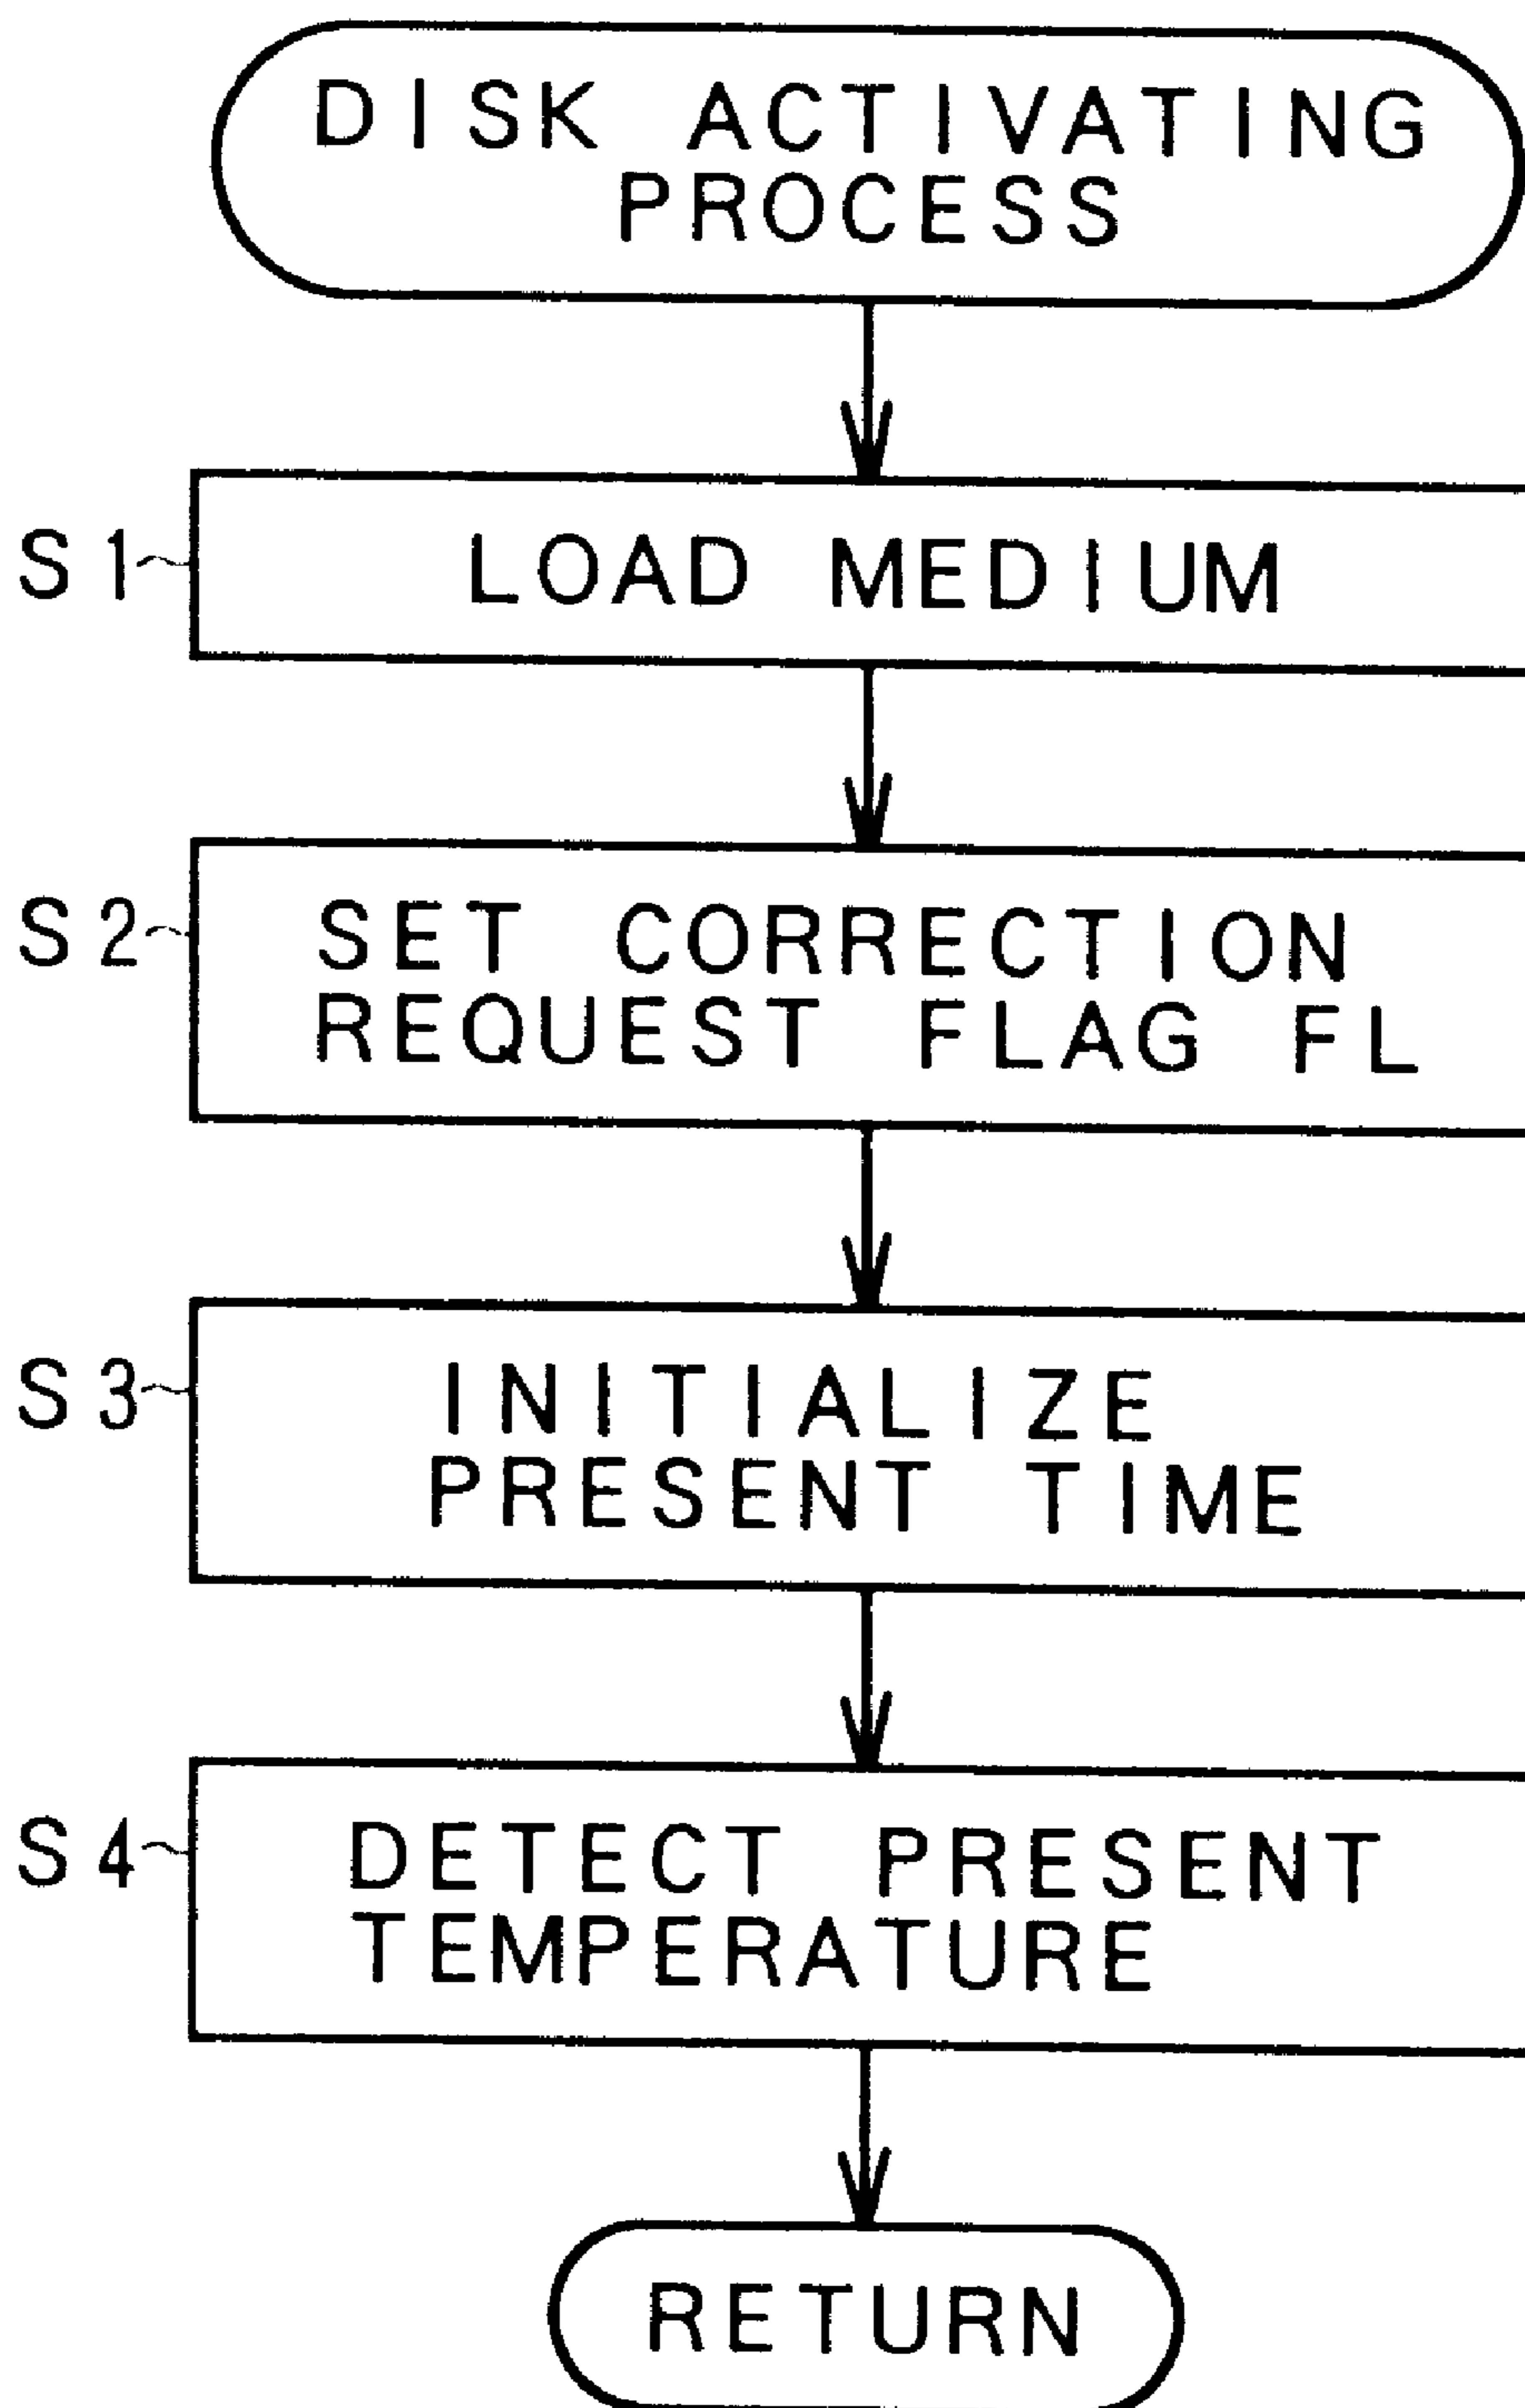 DISK ACTIVATING
PROCESS
S1
LOAD MEDIUM
S2
SET CORRECTION
REQUEST FLAG FL
S3
INITIALIZE
PRESENT TIME
S4
DETECT PRESENT
TEMPERATURE
RETURN